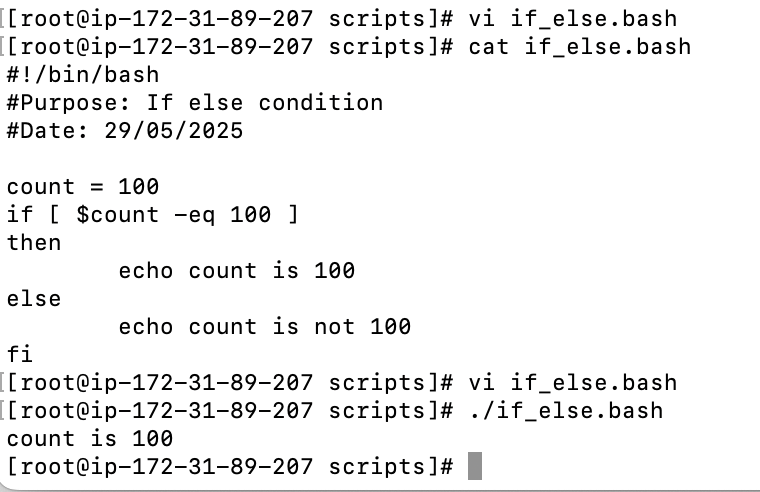 [[root@ip-172-31-89-207 scripts]# vi if_else.bash
[[root@ip-172-31-89-207 scripts]# cat if_else.bash
#!/bin/bash
#Purpose: If else condition
#Date: 29/05/2025

count = 100
if [ $count -eq 100 ]
then
        echo count is 100
else
        echo count is not 100
fi
[[root@ip-172-31-89-207 scripts]# vi if_else.bash
[[root@ip-172-31-89-207 scripts]# ./if_else.bash
count is 100
[root@ip-172-31-89-207 scripts]#